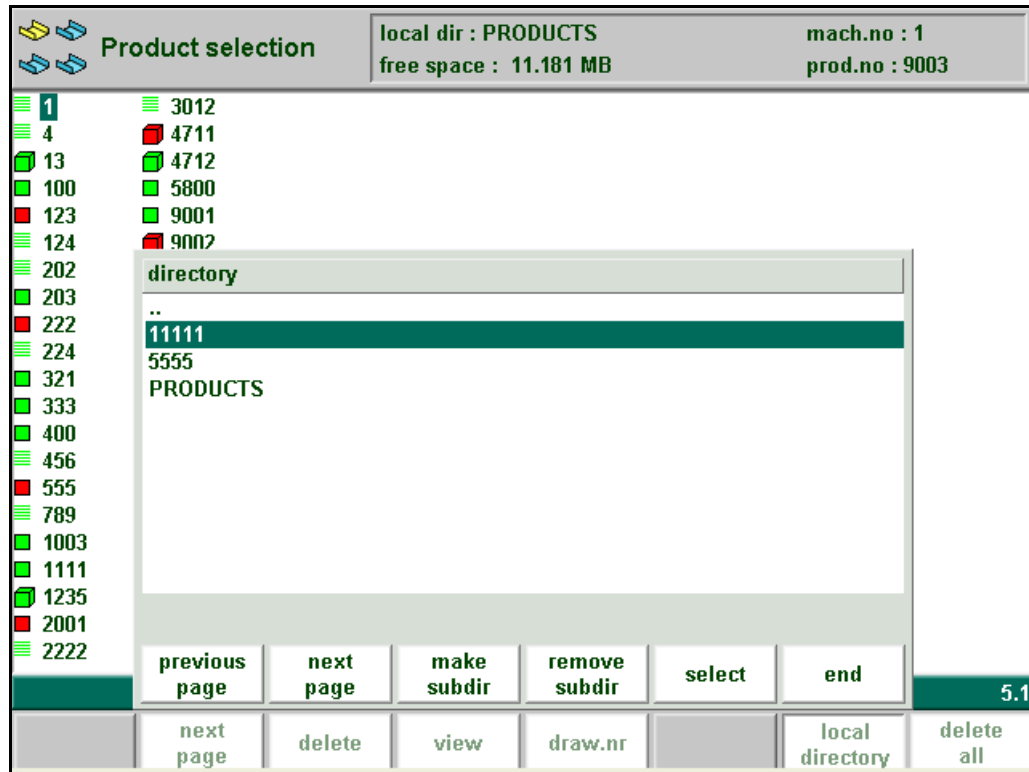 Product selection
local dir : PRODUCTS
free space : 11.181 MB
mach.no : 1
prod.no : 9003
1
4
13
100
123
124
202
203
222
224
321
333
400
456
555
789
1003
1111
1235
2001
2222
3012
4711
4712
5800
9001
9002
directory
..
11111
5555
PRODUCTS
previous page
next page
make subdir
remove subdir
select
end
5.1
next page
delete
view
draw.nr
local directory
delete all